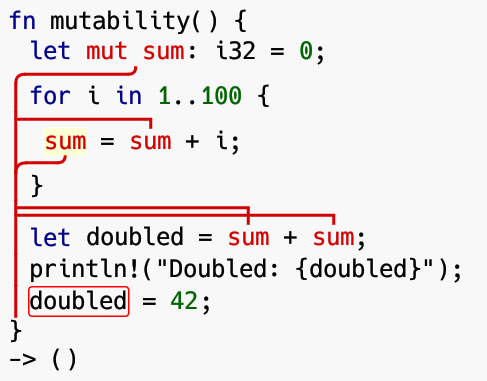 fn mutability() {
let mut sum: i32 = 0;
for i in 1..100 {
sum = sum + i;
}
let doubled = sum + sum;
println!("Doubled: {doubled}");
doubled = 42;
}
-> ()